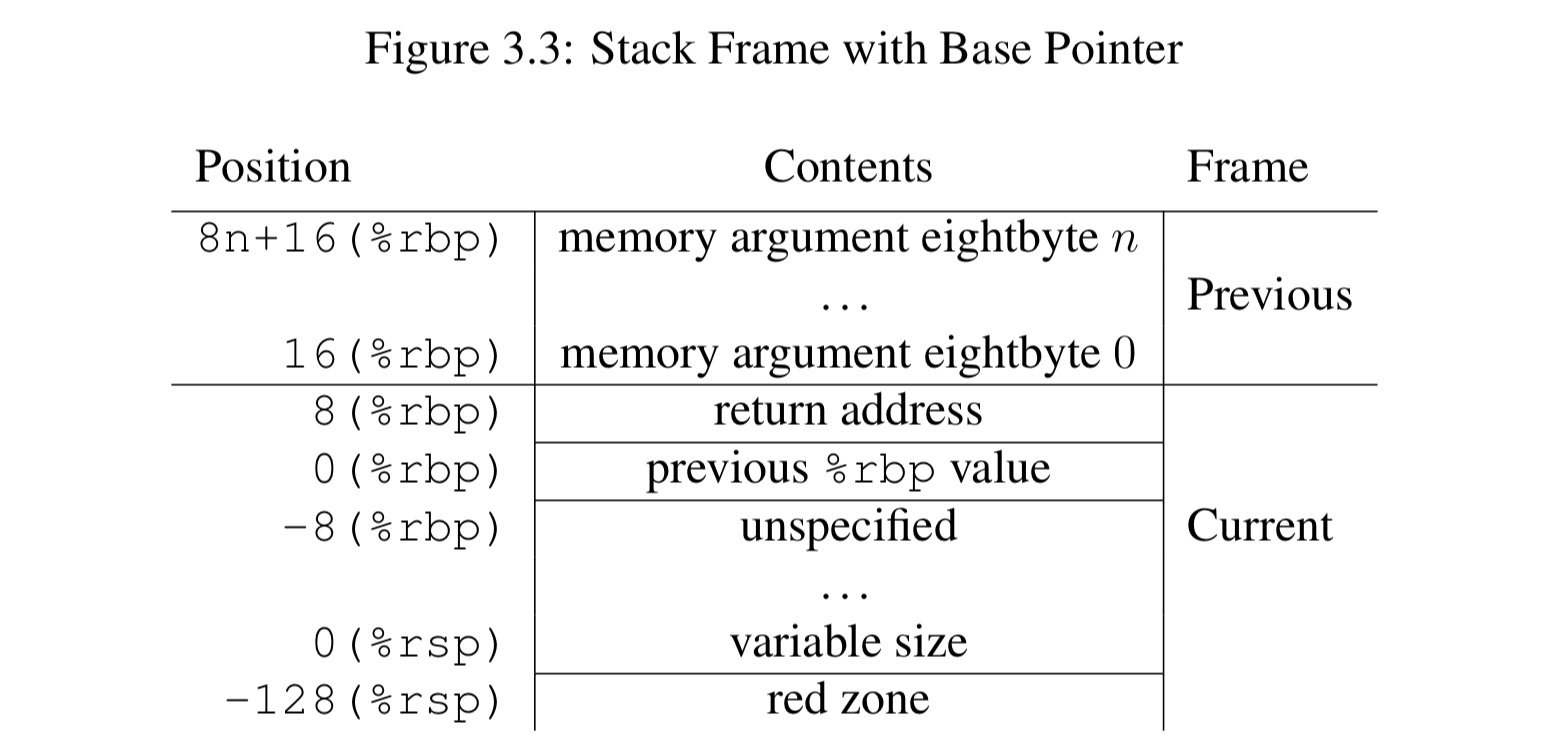 Figure 3.3: Stack Frame with Base Pointer
Position Contents Frame
8n+16(%rbp) memory argument eightbyte n
. . . Previous
16(%rbp) memory argument eightbyte 0
8(%rbp) return address
0(%rbp) previous %rbp value
-8(%rbp) unspecified Current
. . .
0(%rsp) variable size
-128(%rsp) red zone